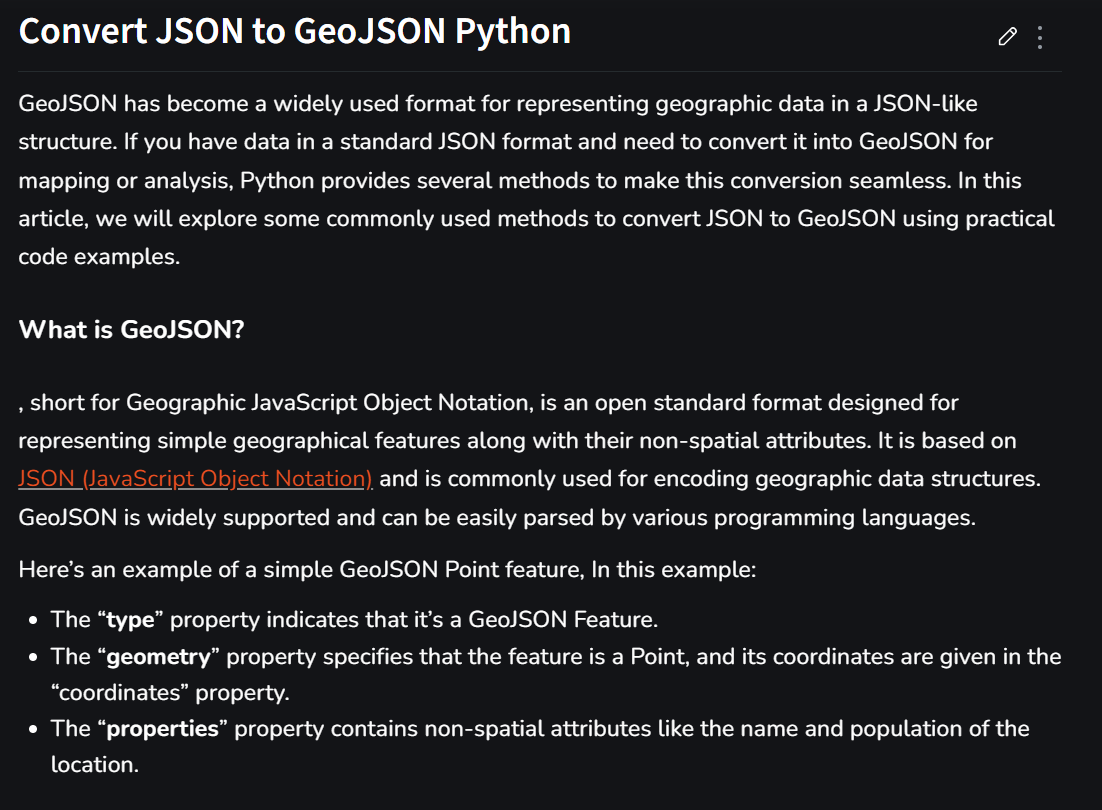 Convert JSON to GeoJSON Python
GeoJSON has become a widely used format for representing geographic data in a JSON-like
structure. If you have data in a standard JSON format and need to convert it into GeoJSON for
mapping or analysis, Python provides several methods to make this conversion seamless. In this
article, we will explore some commonly used methods to convert JSON to GeoJSON using practical
code examples.
What is GeoJSON?
, short for Geographic JavaScript Object Notation, is an open standard format designed for
representing simple geographical features along with their non-spatial attributes. It is based on
JSON (JavaScript Object Notation) and is commonly used for encoding geographic data structures.
GeoJSON is widely supported and can be easily parsed by various programming languages.
Here’s an example of a simple GeoJSON Point feature, In this example:
• The “type” property indicates that it’s a GeoJSON Feature.
• The “geometry” property specifies that the feature is a Point, and its coordinates are given in the
“coordinates” property.
• The “properties” property contains non-spatial attributes like the name and population of the
location.